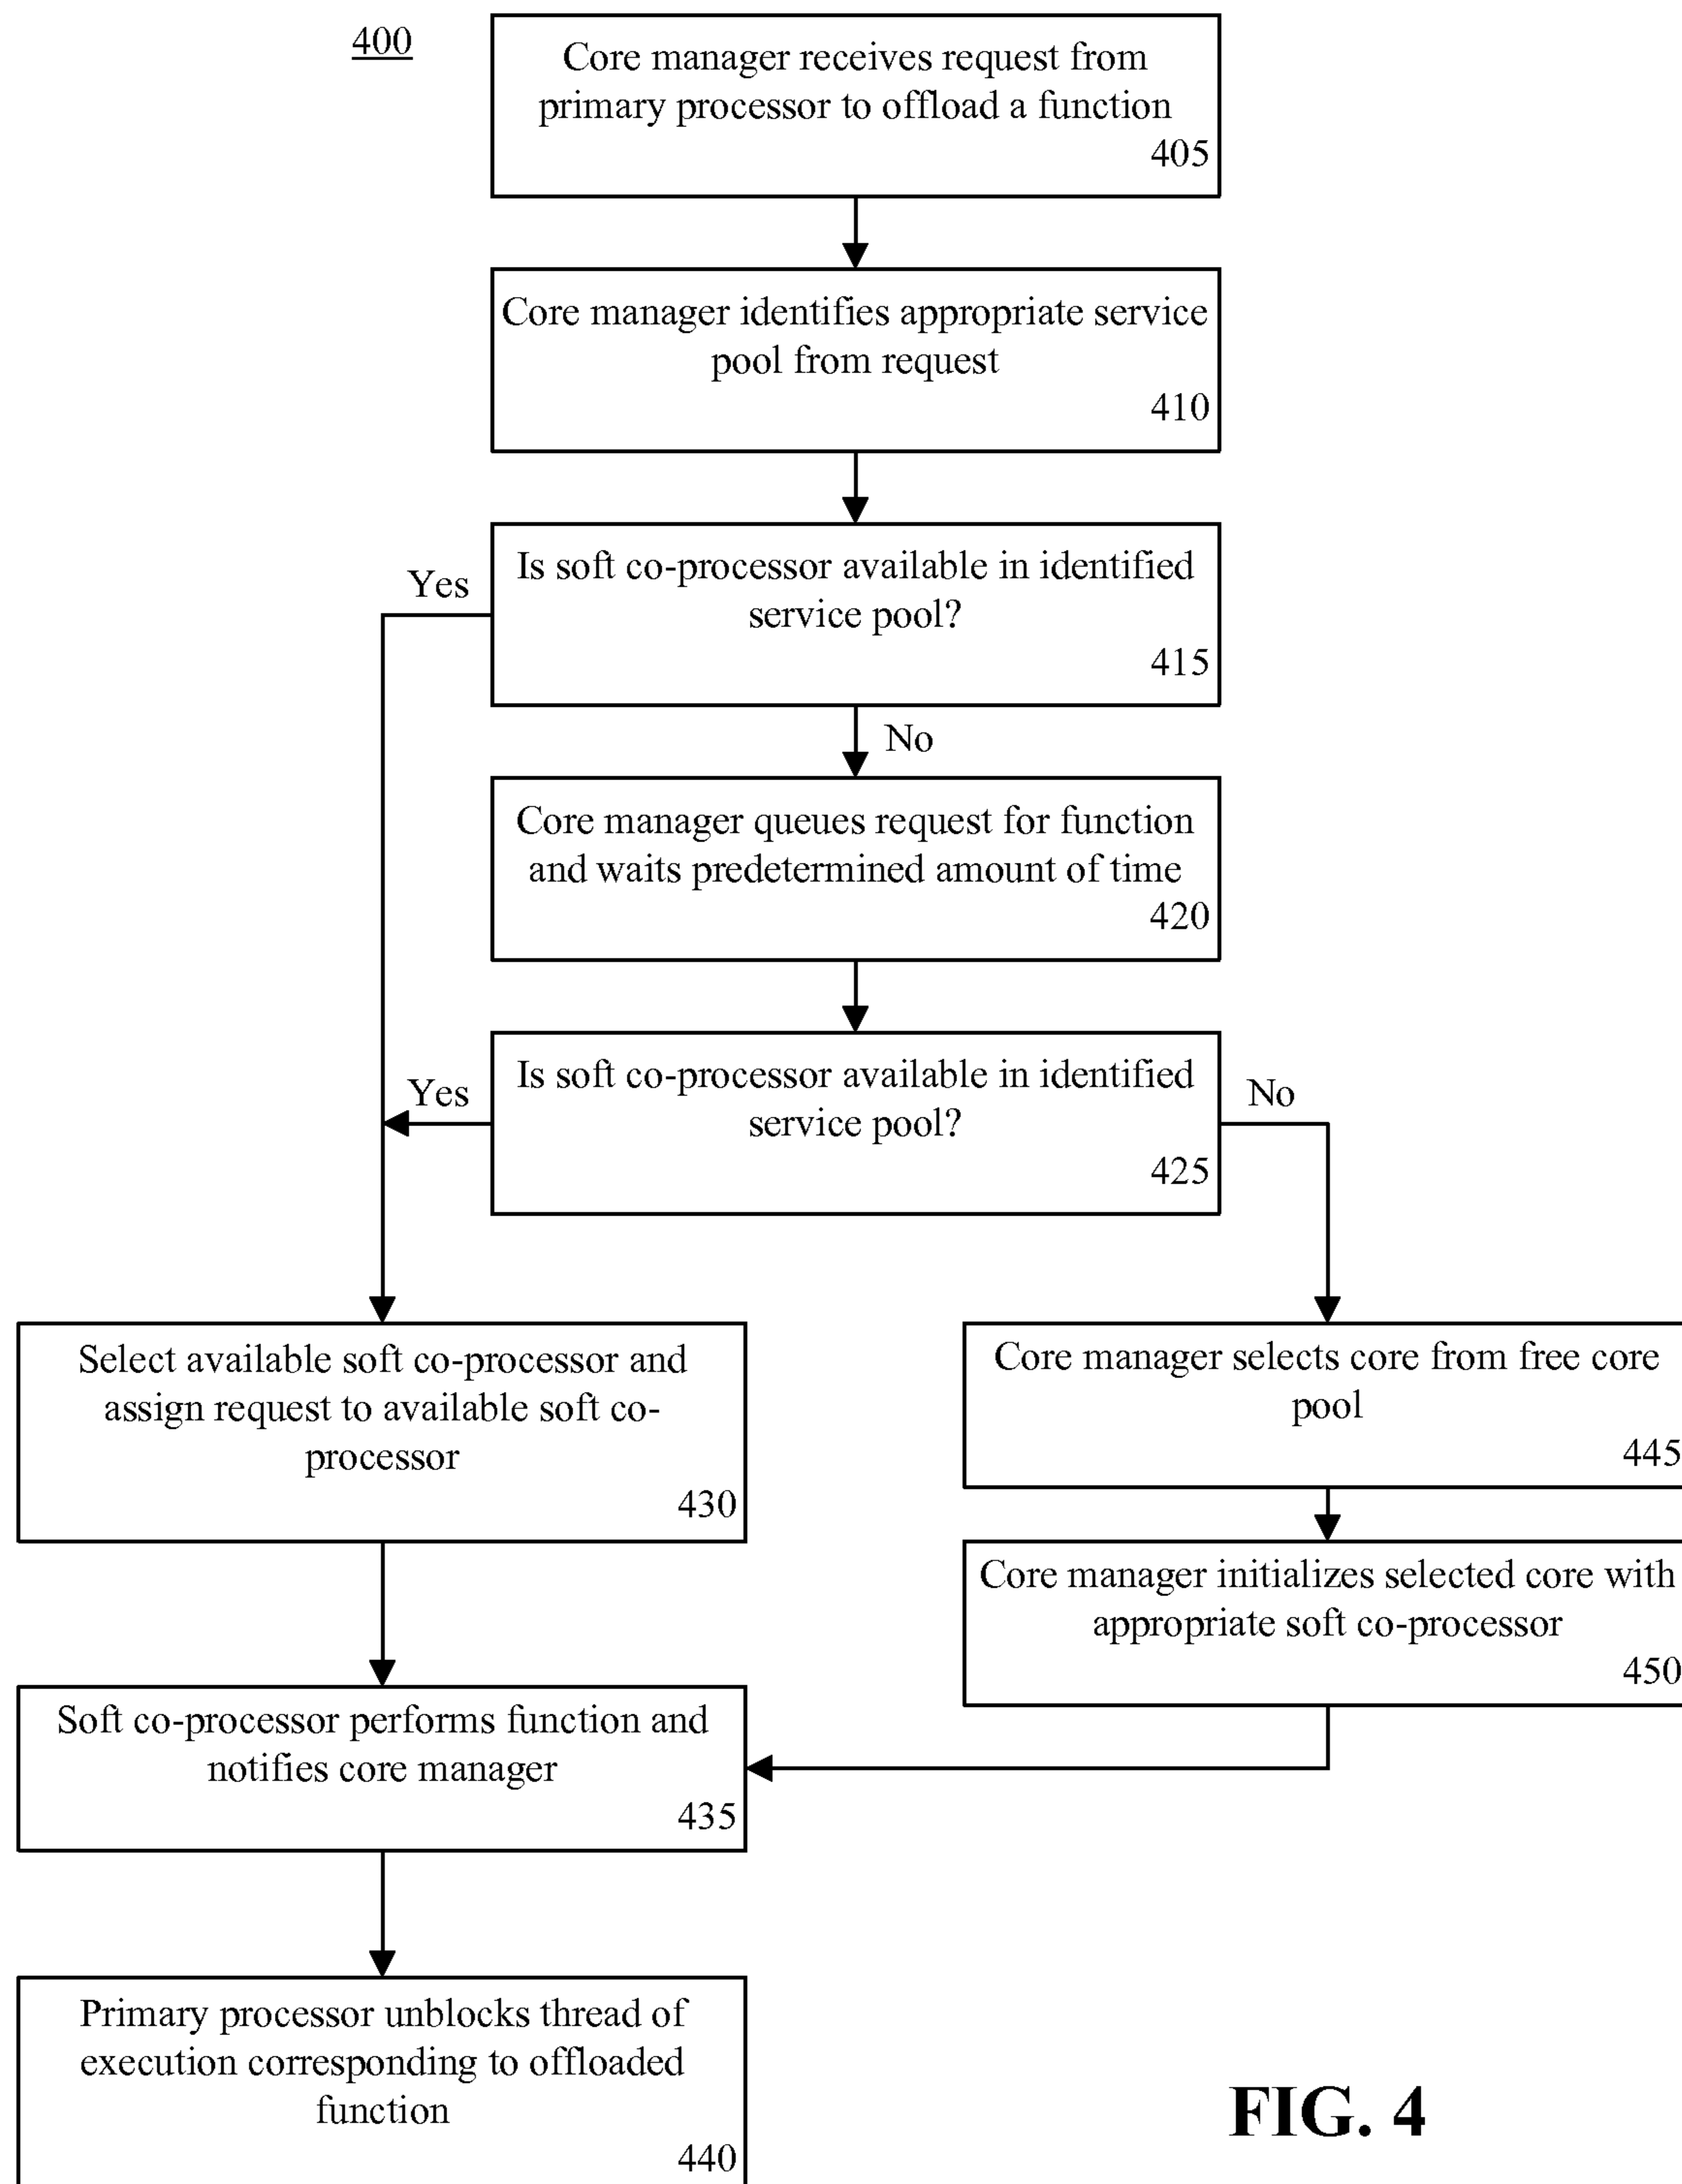 400
Core manager receives request from
primary processor to offload a function
405
Core manager identifies appropriate service
pool from request
410
Is soft co-processor available in identified
service pool?
415
Yes
No
Core manager queues request for function
and waits predetermined amount of time
420
Is soft co-processor available in identified
service pool?
425
Yes
No
Select available soft co-processor and
assign request to available soft co-
processor
430
Core manager selects core from free core
pool
445
Core manager initializes selected core with
appropriate soft co-processor
450
Soft co-processor performs function and
notifies core manager
435
Primary processor unblocks thread of
execution corresponding to offloaded
function
440
FIG. 4